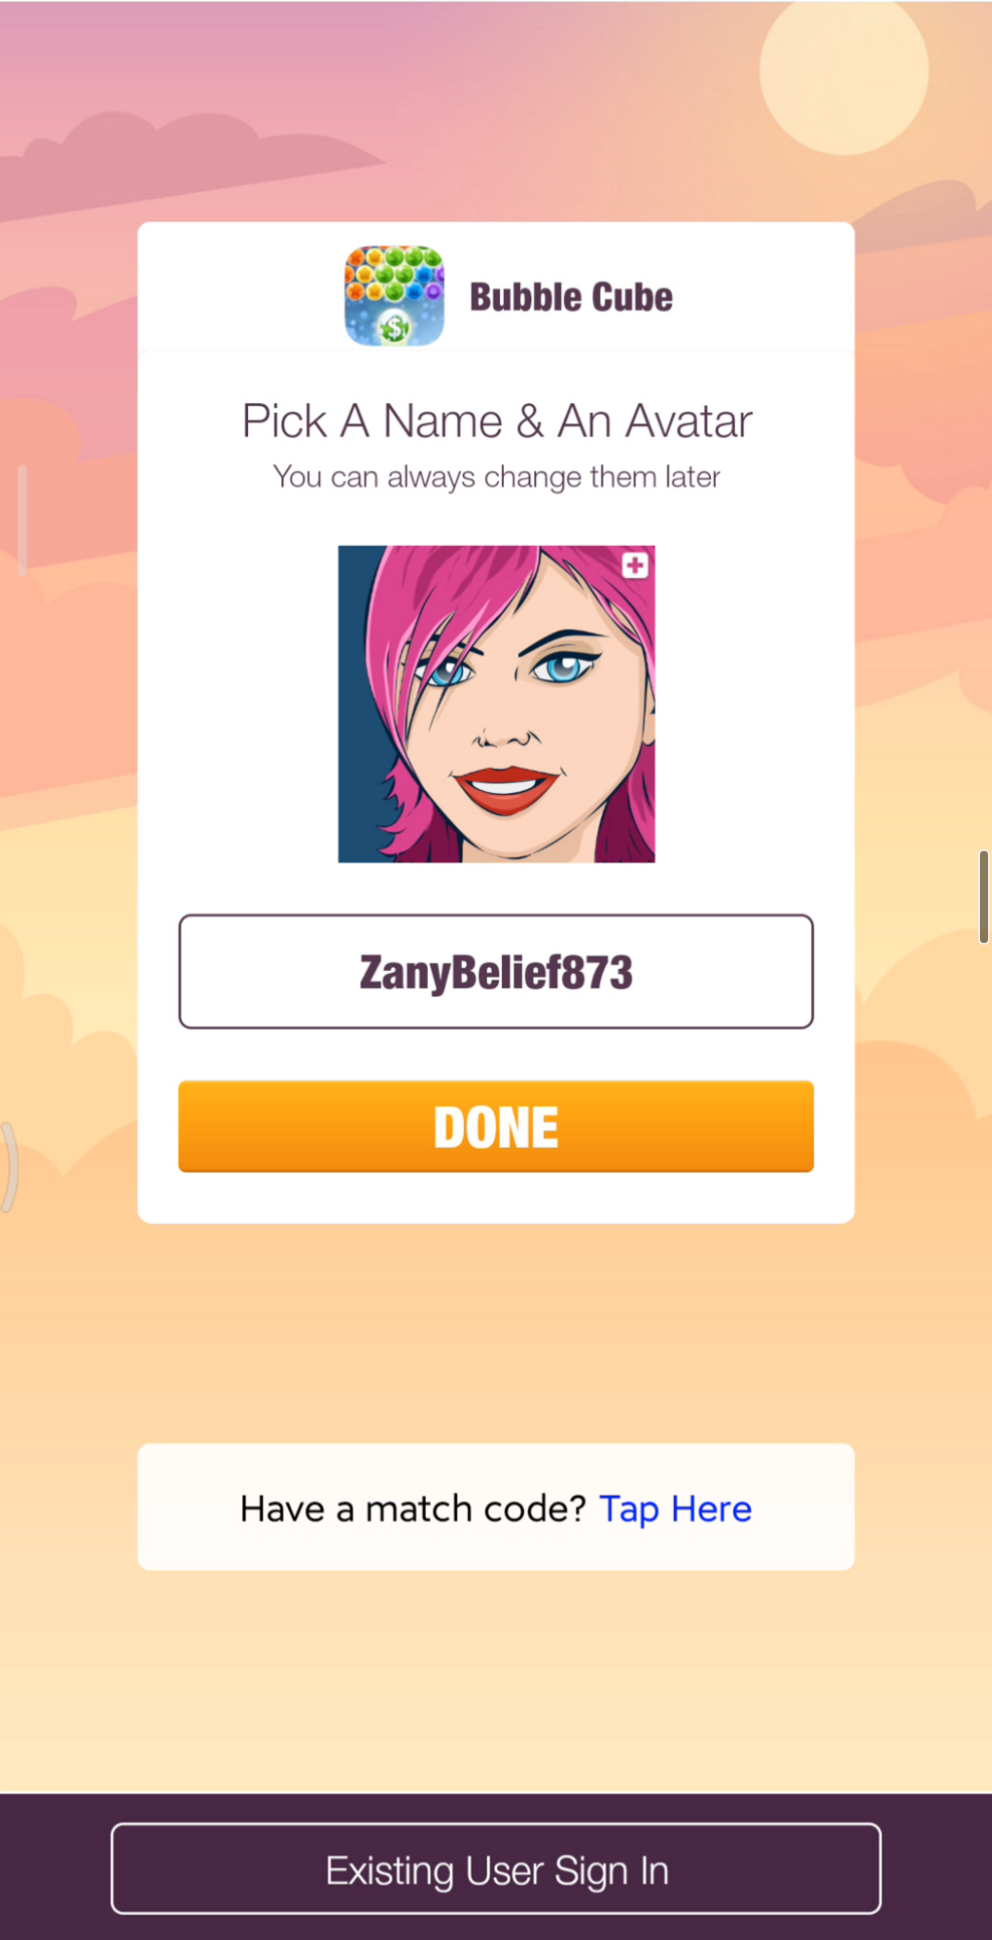 Bubble Cube
Pick A Name & An Avatar
You can always change them later
ZanyBelief873
DONE
Have a match code? Tap Here
Existing User Sign In